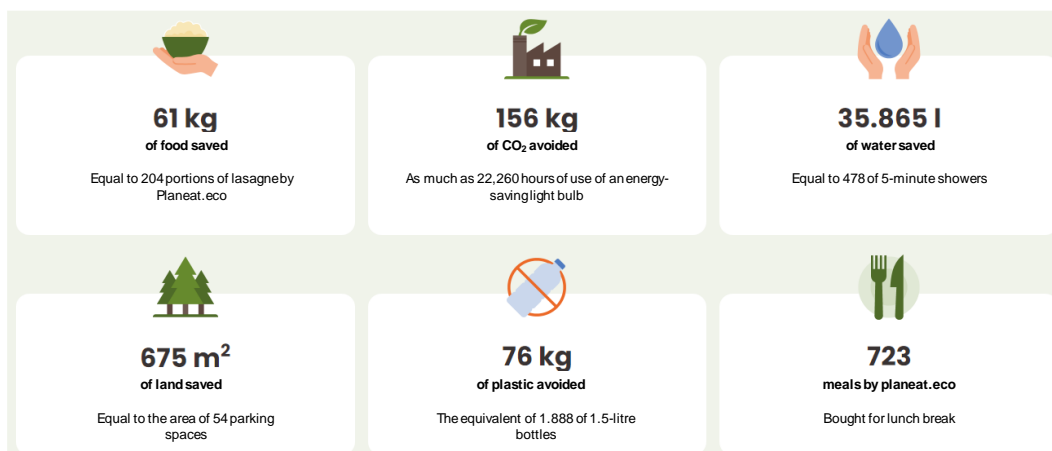 61 kg
of food saved
Equal to 204 portions of lasagne by
Planeat.eco
156 kg
of CO₂ avoided
As much as 22,260 hours of use of an energy-
saving light bulb
35.865 l
of water saved
Equal to 478 of 5-minute showers
675 m²
of land saved
Equal to the area of 54 parking
spaces
76 kg
of plastic avoided
The equivalent of 1.888 of 1.5-litre
bottles
723
meals by planeat.eco
Bought for lunch break